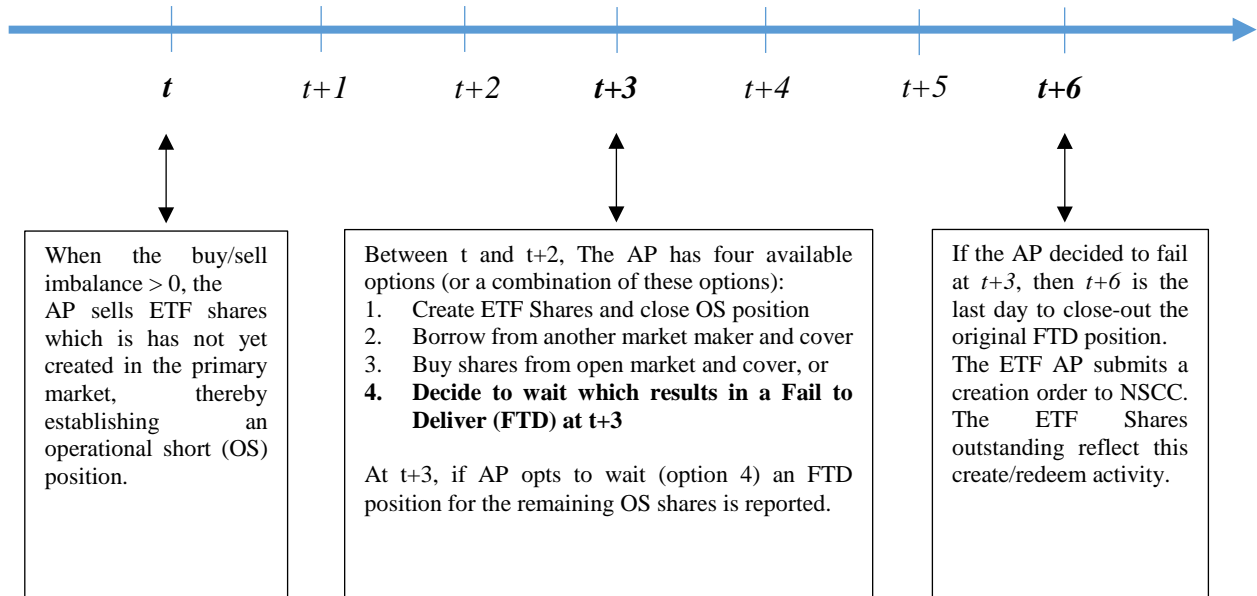 t t+1 t+2 t+3 t+4 t+5 t+6
When the buy/sell
imbalance > 0, the
AP sells ETF shares
which is has not yet
created in the primary
market, thereby
establishing an
operational short (OS)
position.
Between t and t+2, The AP has four available
options (or a combination of these options):
1. Create ETF Shares and close OS position
2. Borrow from another market maker and cover
3. Buy shares from open market and cover, or
4. Decide to wait which results in a Fail to
Deliver (FTD) at t+3
At t+3, if AP opts to wait (option 4) an FTD
position for the remaining OS shares is reported.
If the AP decided to fail
at t+3, then t+6 is the
last day to close-out the
original FTD position.
The ETF AP submits a
creation order to NSCC.
The ETF Shares
outstanding reflect this
create/redeem activity.